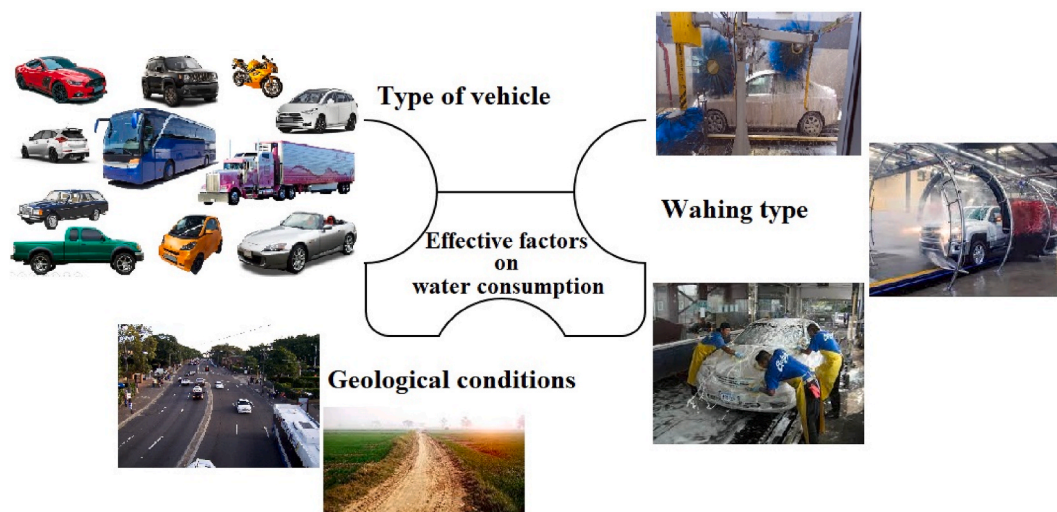 Type of vehicle
Wahing type
Effective factors
on
water consumption
Geological conditions